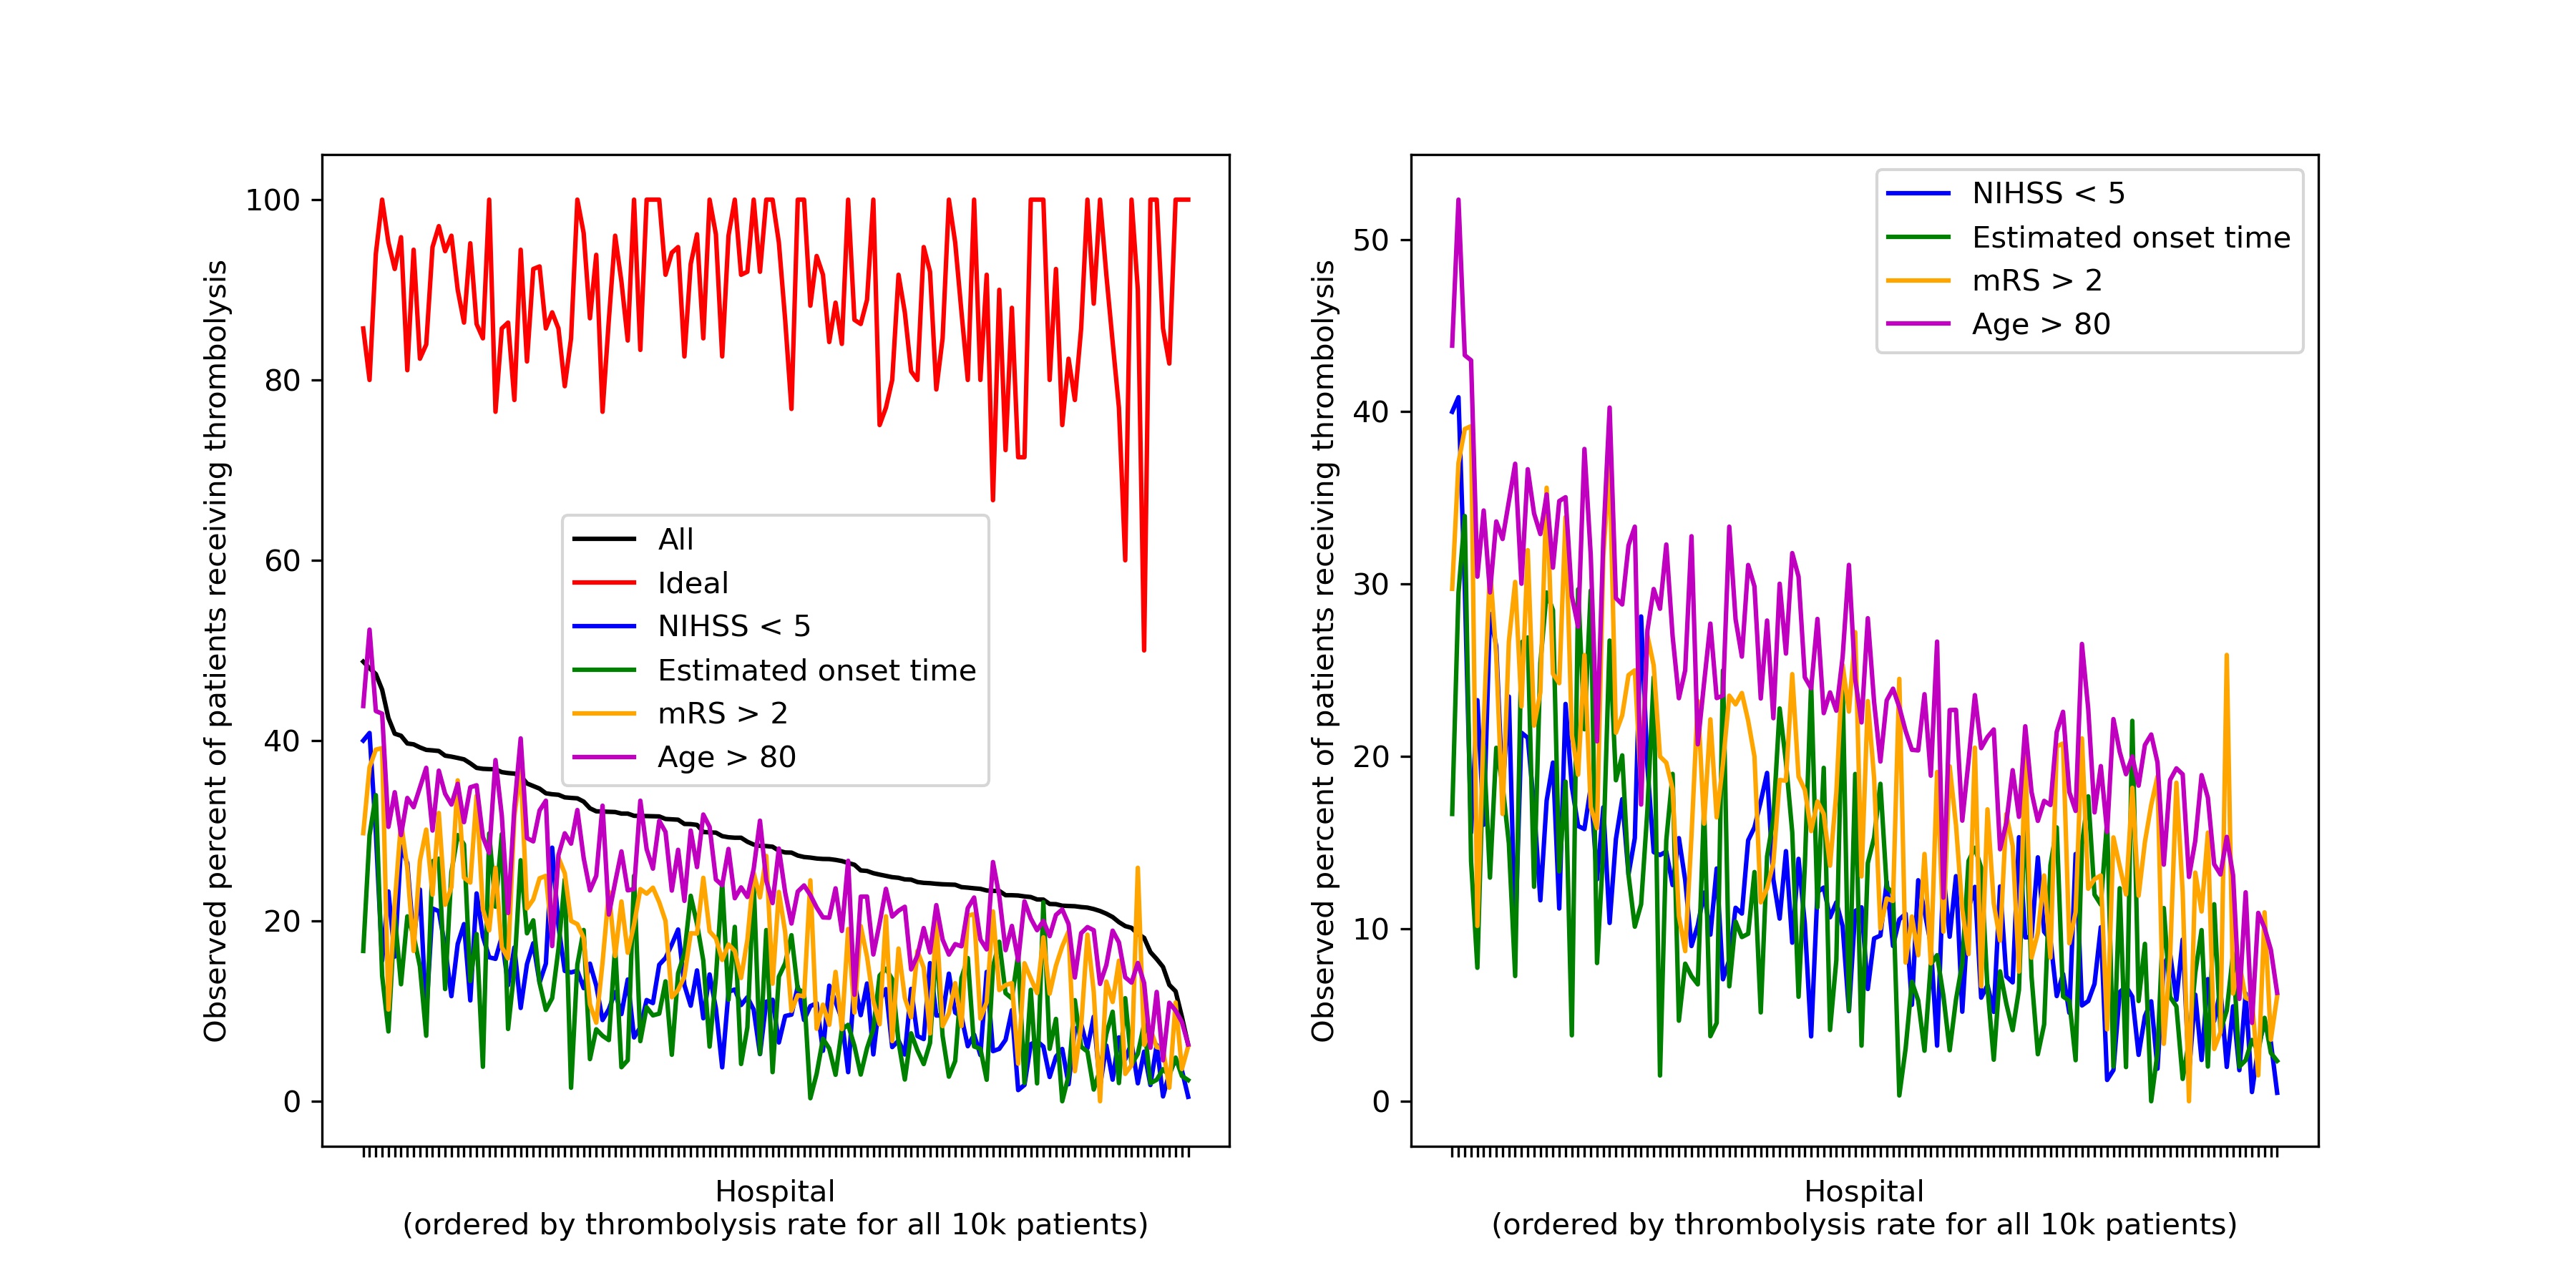 Observed percent of patients receiving thrombolysis
100
80
60
40
20
0
All
Ideal
NIHSS < 5
Estimated onset time
mRS > 2
Age > 80
Hospital
(ordered by thrombolysis rate for all 10k patients)
Observed percent of patients receiving thrombolysis
50
40
30
20
10
0
NIHSS < 5
Estimated onset time
mRS > 2
Age > 80
Hospital
(ordered by thrombolysis rate for all 10k patients)